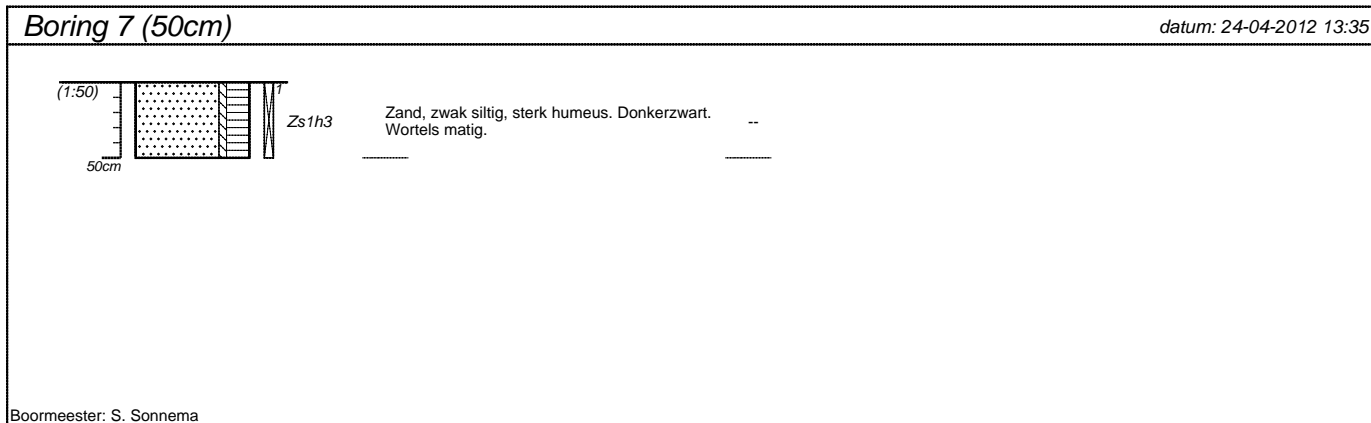 Boring 7 (50cm)
datum: 24-04-2012 13:35
(1:50)
1
Zs1h3
Zand, zwak siltig, sterk humeus. Donkerzwart.
Wortels matig.
--
50cm
Boormeester: S. Sonnema